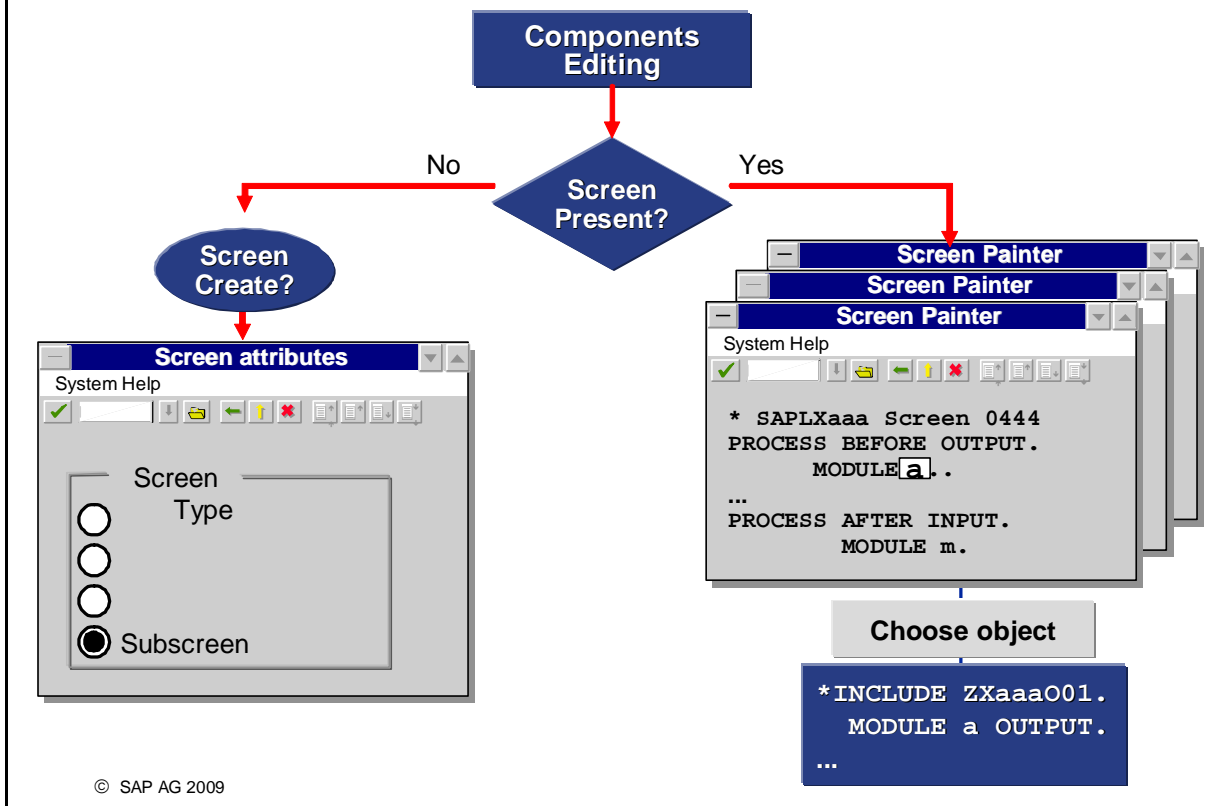 Components
Editing
No
Yes
Screen
Present?
Screen
Create?
Screen Painter
Screen Painter
Screen Painter
System Help
* SAPLXaaa Screen 0444
PROCESS BEFORE OUTPUT.
MODULE a..
...
PROCESS AFTER INPUT.
MODULE m.
Screen attributes
System Help
Screen
Type
Subscreen
Choose object
*INCLUDE ZXaaaO01.
MODULE a OUTPUT.
...
© SAP AG 2009